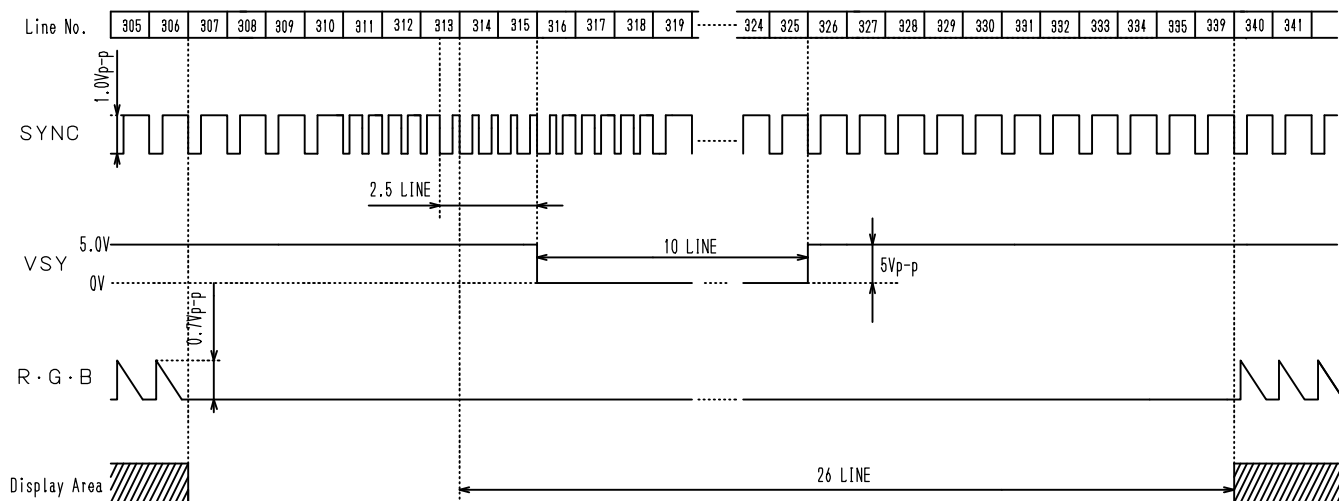 Line No. 305 306 307 308 309 310 311 312 313 314 315 316 317 318 319 324 325 326 327 328 329 330 331 332 333 334 335 339 340 341
1.0Vp-p
SYNC
2.5 LINE
5.0V
10 LINE
VSY
5Vp-p
0V
0.7Vp-p
R·G·B
26 LINE
Display Area